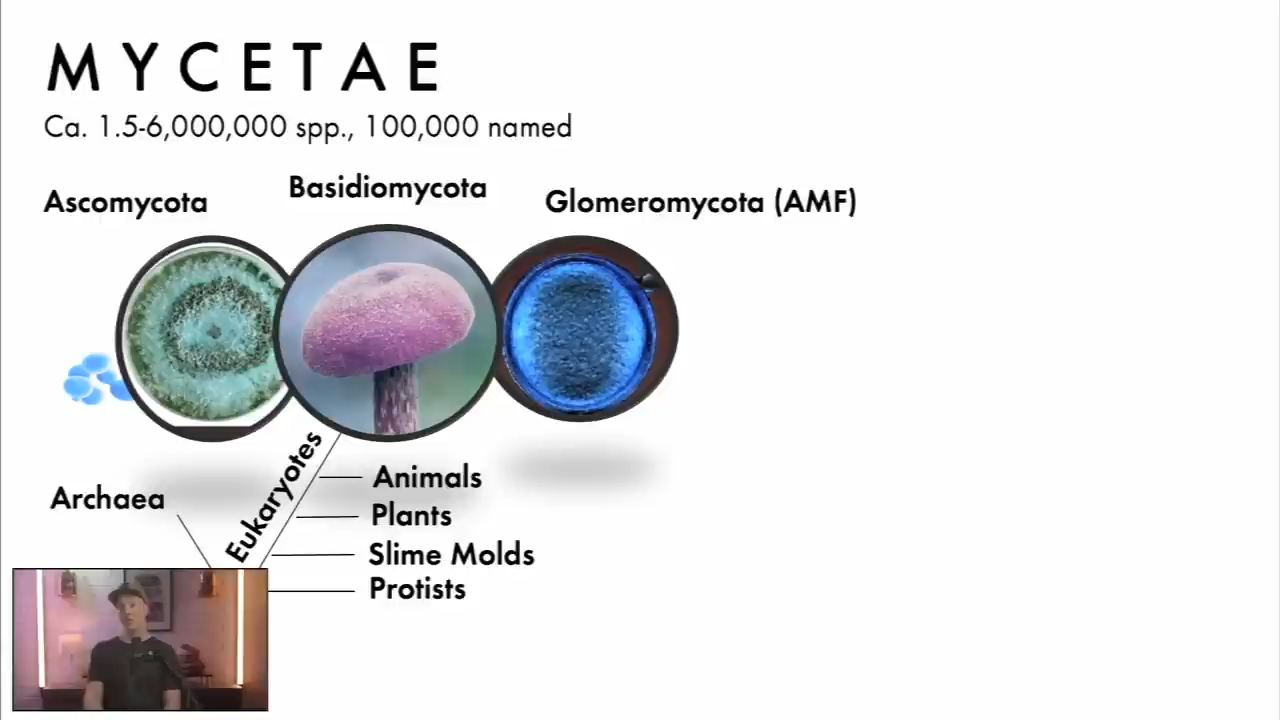 MYCETAE
Ca. 1.5-6,000,000 spp., 100,000 named
Basidiomycota
Ascomycota
Glomeromycota (AMF)
Eukaryotes
Animals
Archaea
Plants
Slime Molds
Protists